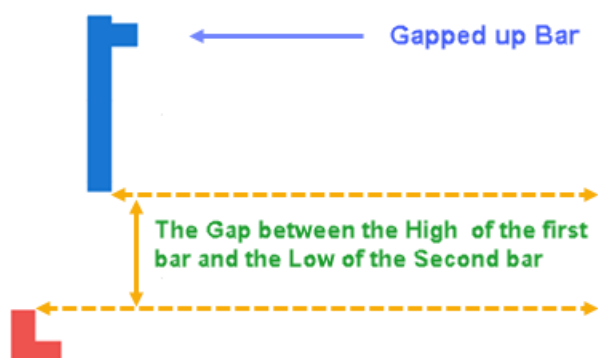 Gapped up Bar
The Gap between the High of the first
bar and the Low of the Second bar